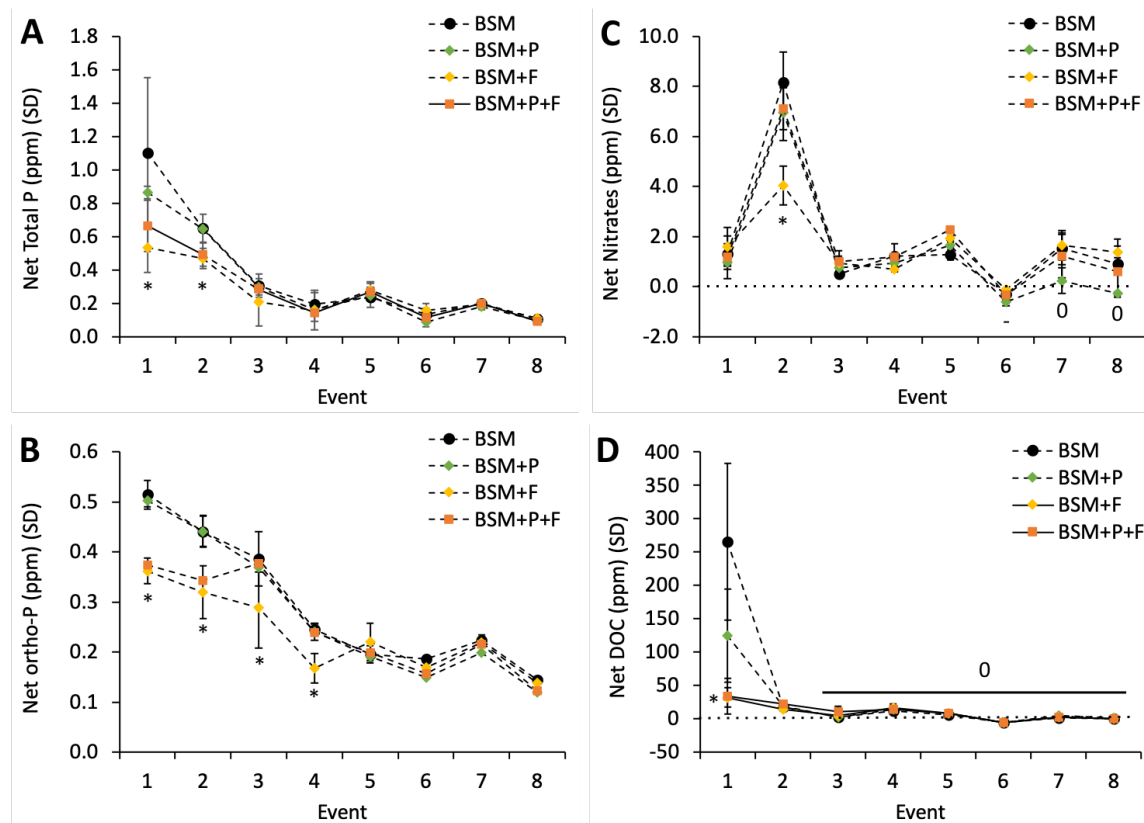 A
Net Total P (ppm) (SD)
1.8
1.6
1.4
1.2
1.0
0.8
0.6
0.4
0.2
0.0
BSM
BSM+P
BSM+F
BSM+P+F
*
*
1 2 3 4 5 6 7 8
Event
C
Net Nitrates (ppm) (SD)
10.0
8.0
6.0
4.0
2.0
0.0
-2.0
BSM
BSM+P
BSM+F
BSM+P+F
*
0
0
1 2 3 4 5 6 7 8
Event
B
Net ortho-P (ppm) (SD)
0.6
0.5
0.4
0.3
0.2
0.1
0.0
BSM
BSM+P
BSM+F
BSM+P+F
*
*
*
*
1 2 3 4 5 6 7 8
Event
D
Net DOC (ppm) (SD)
400
350
300
250
200
150
100
50
0
-50
BSM
BSM+P
BSM+F
BSM+P+F
*
0
1 2 3 4 5 6 7 8
Event